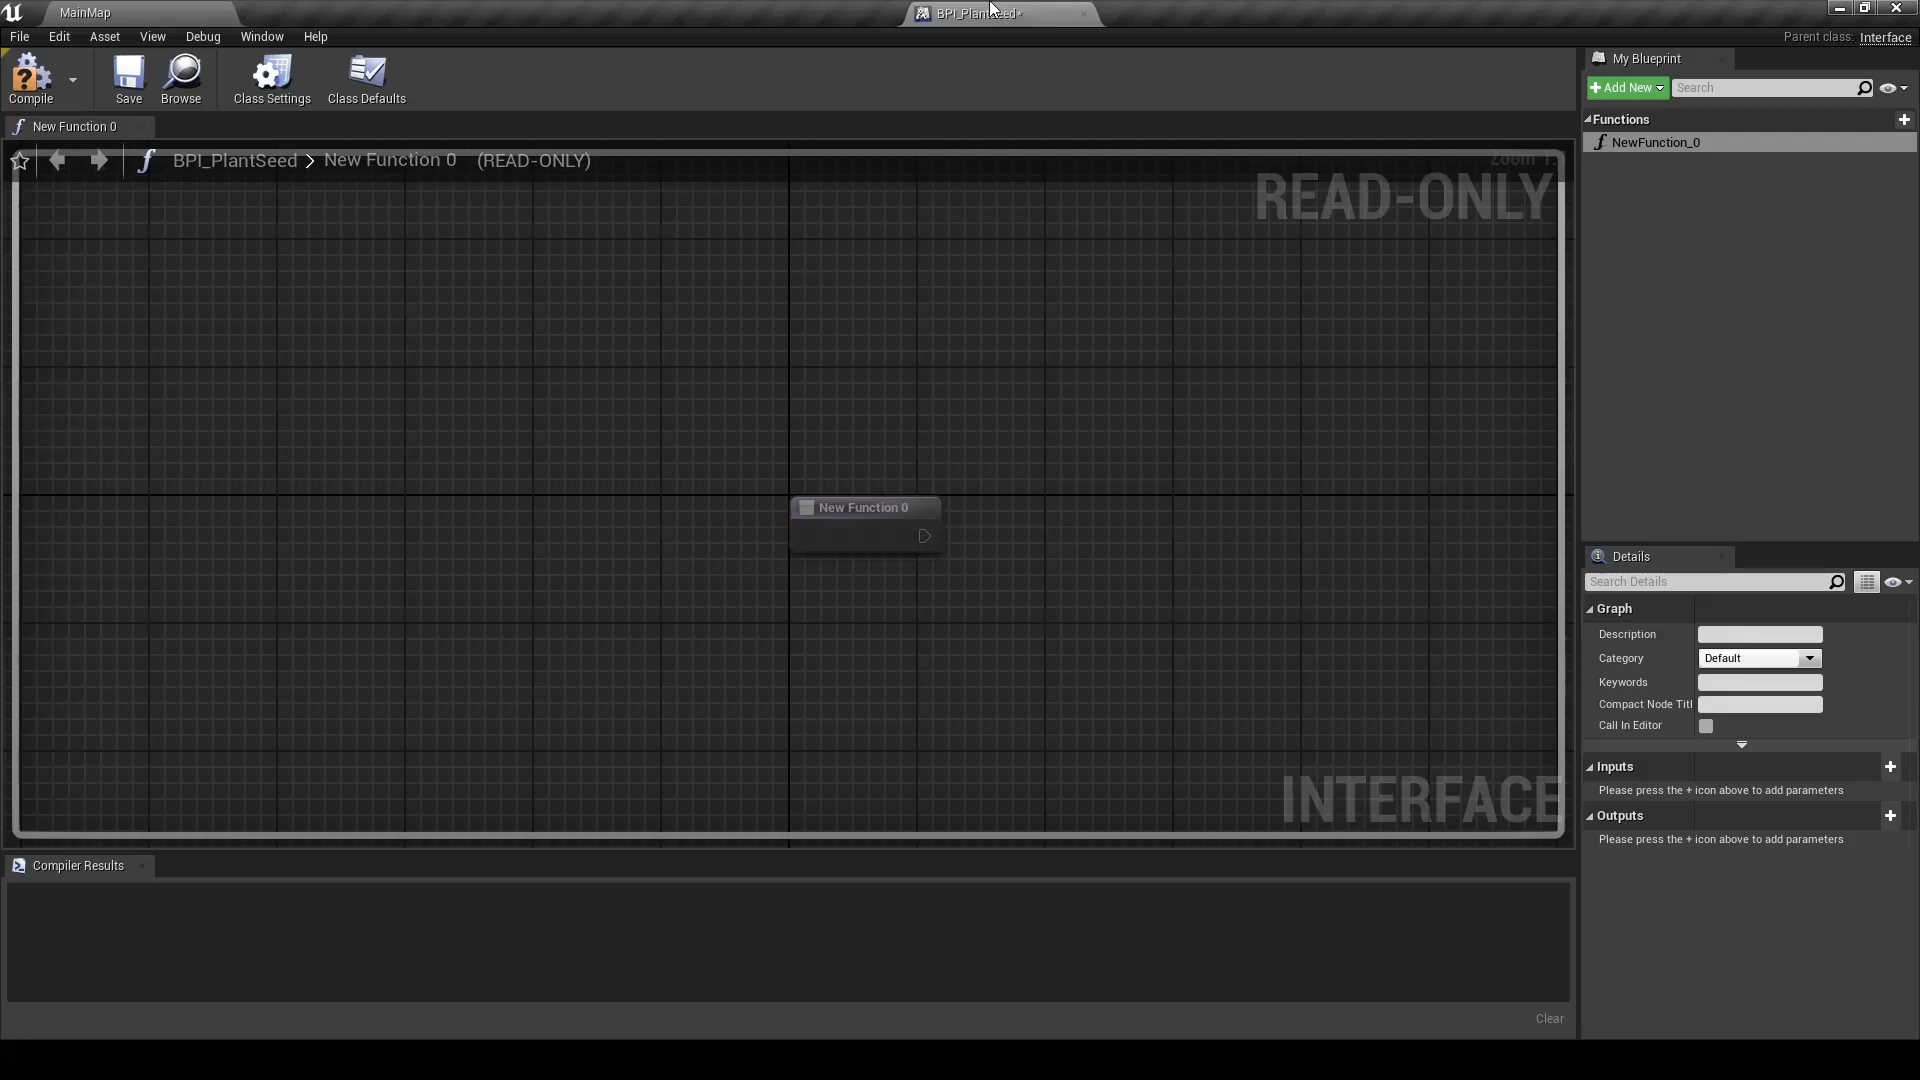 MainMap
BPI_PlantSeed*
File Edit Asset View Debug Window Help
Parent class: Interface
Compile
Save
Browse
Class Settings
Class Defaults
My Blueprint
+ Add New
Search
New Function 0
Functions
NewFunction_0
BPI_PlantSeed > New Function 0 (READ-ONLY)
Zoom
READ-ONLY
New Function 0
INTERFACE
Details
Search Details
Graph
Description
Category Default
Keywords
Compact Node Titl
Call In Editor
Inputs
Please press the + icon above to add parameters
Outputs
Please press the + icon above to add parameters
Compiler Results
Clear